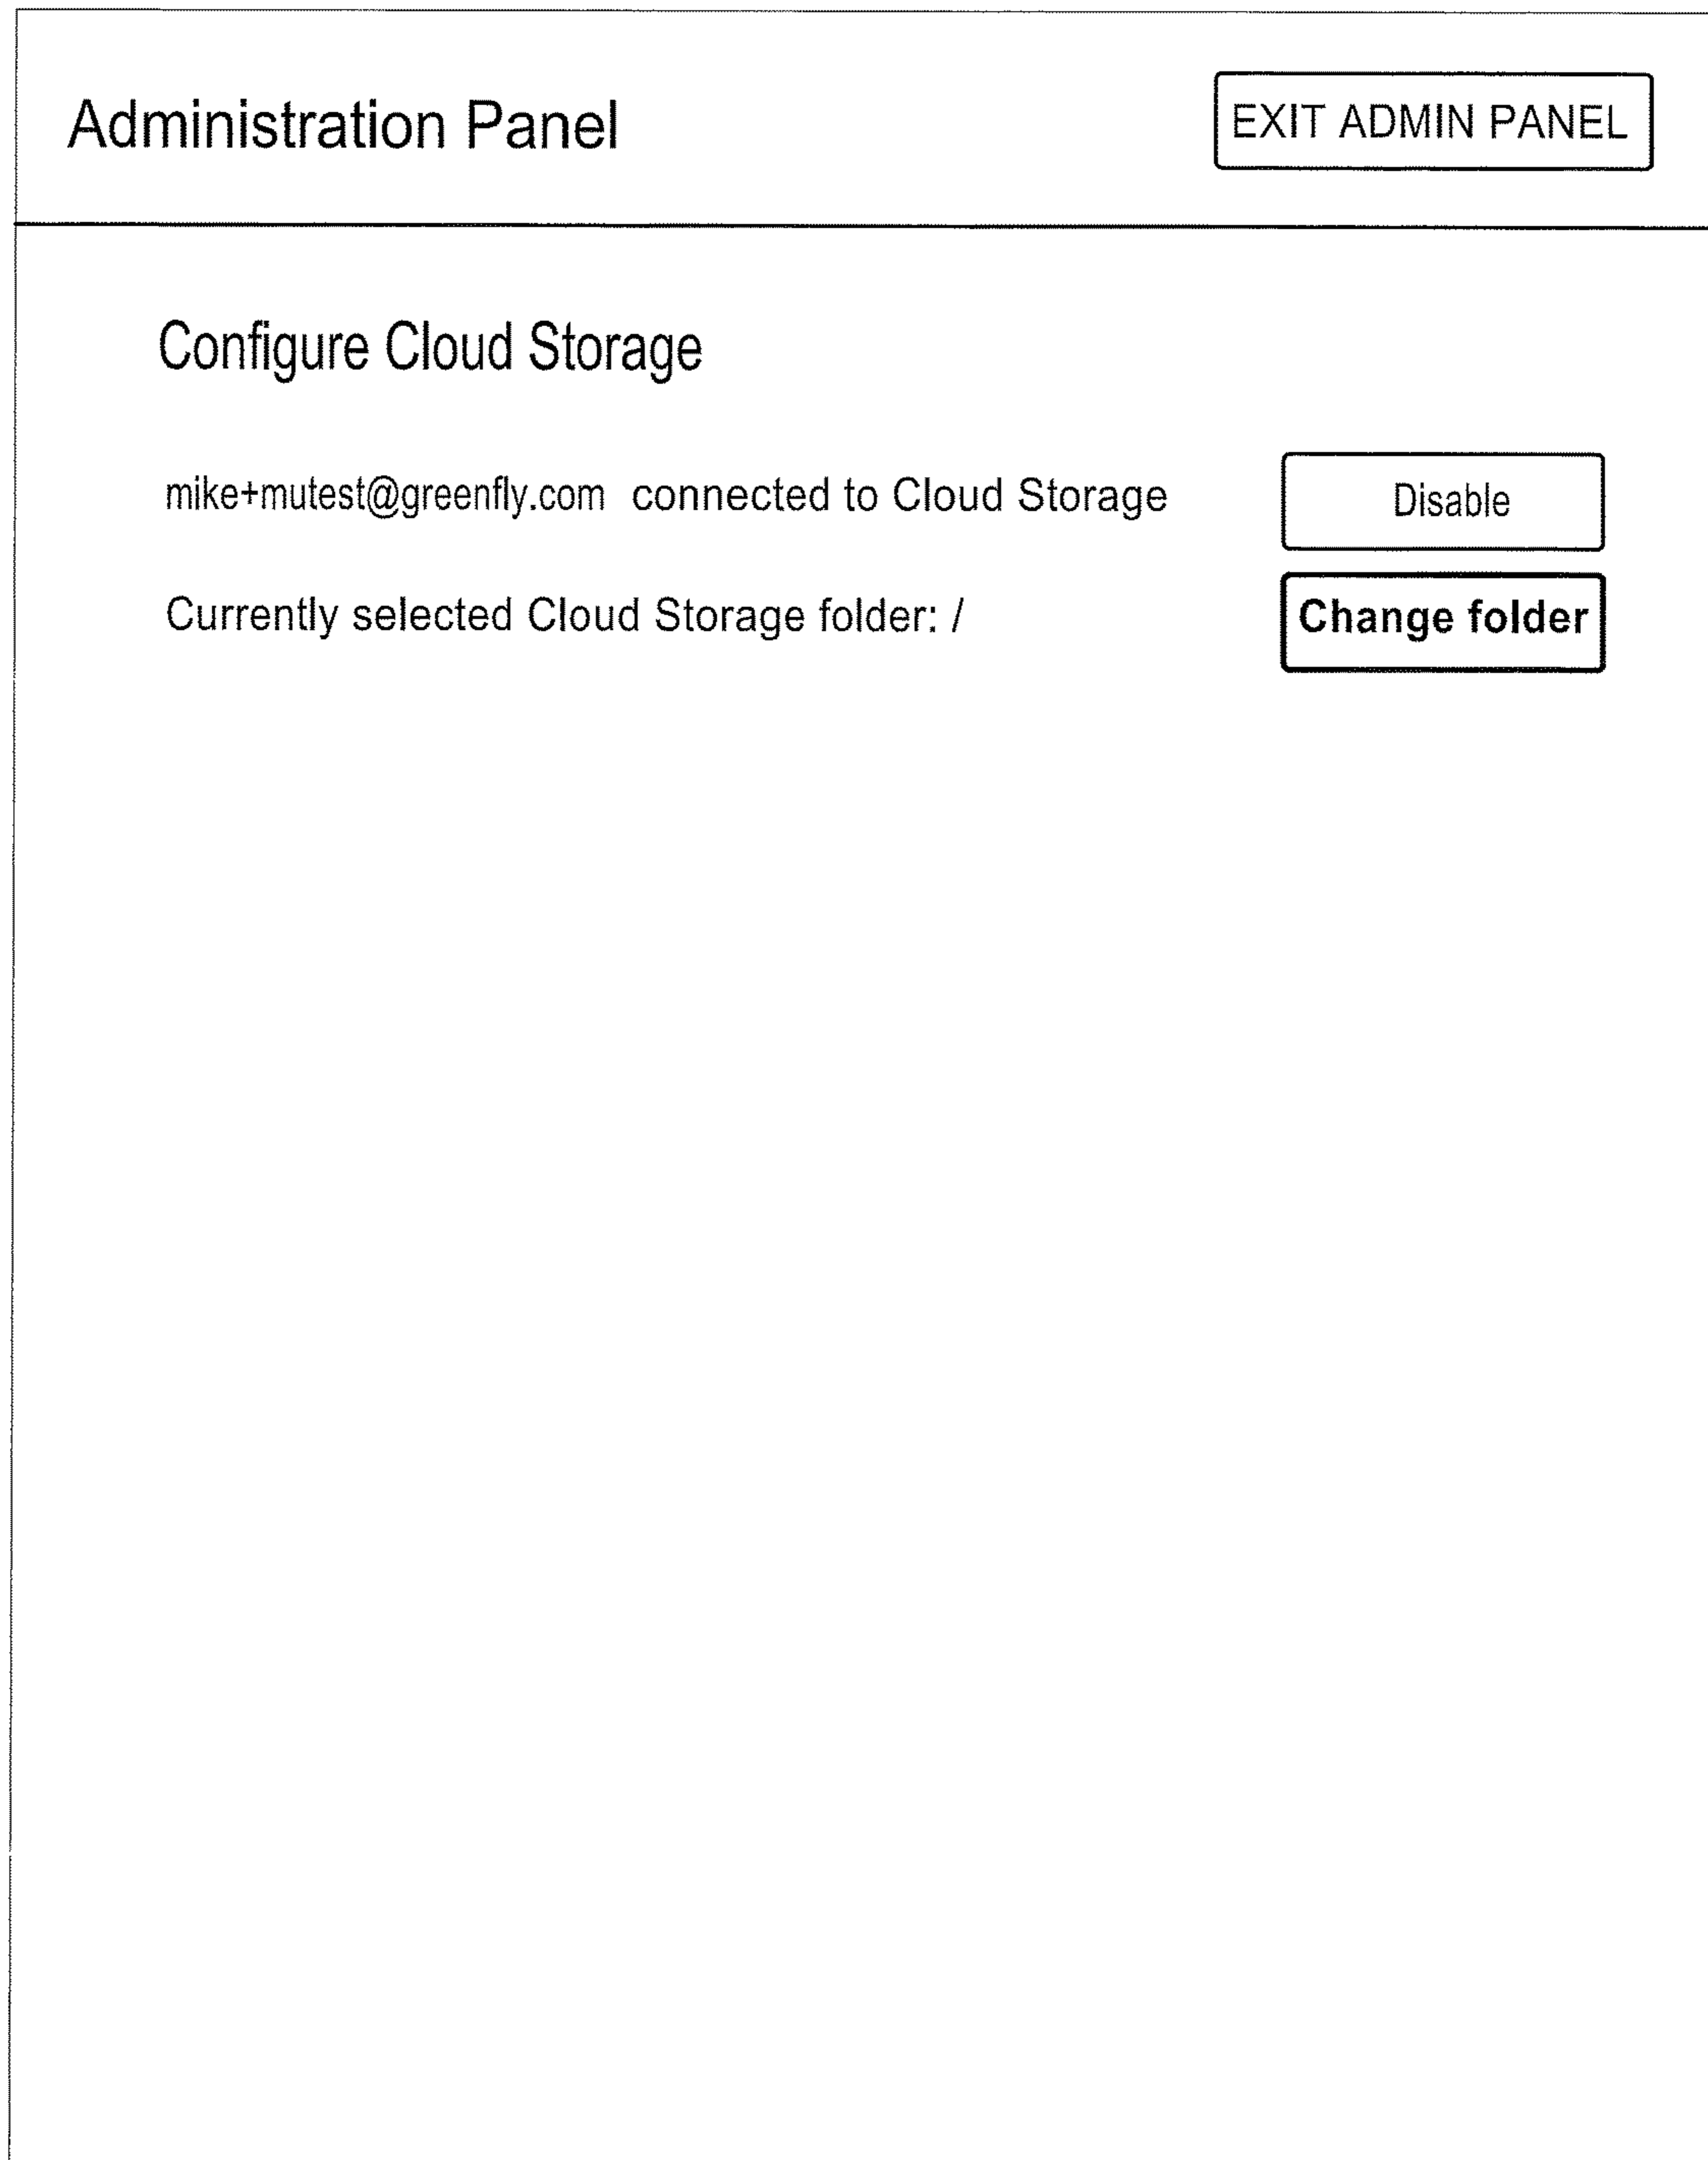 Administration Panel
EXIT ADMIN PANEL
Configure Cloud Storage
mike+mutest@greenfly.com connected to Cloud Storage
Disable
Currently selected Cloud Storage folder: /
Change folder